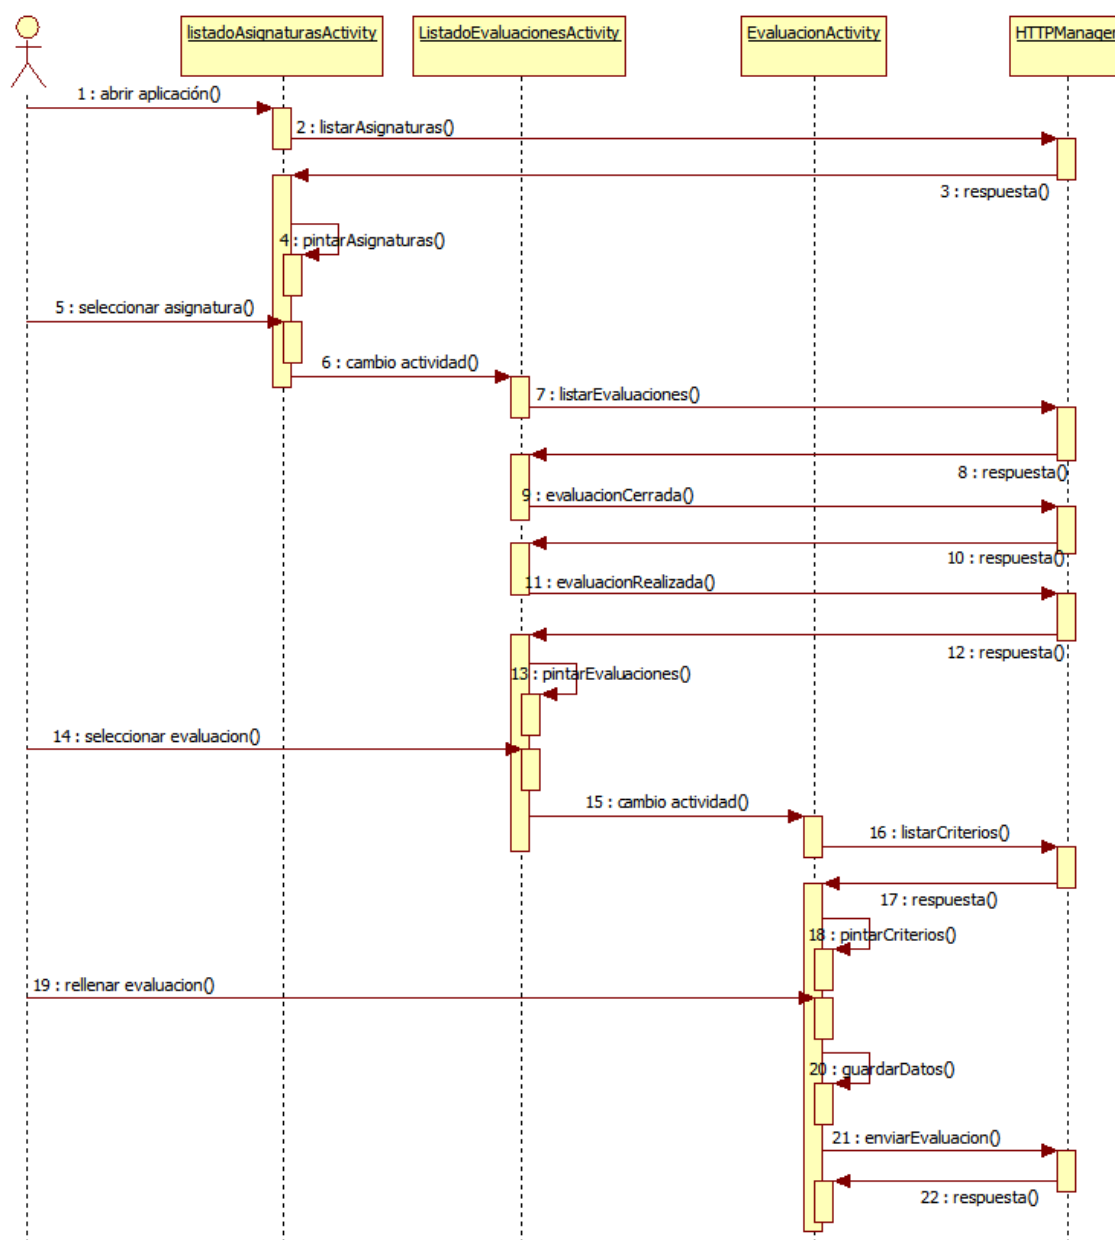 listadoAsignaturasActivity
ListadoEvaluacionesActivity
EvaluacionActivity
HTTPManager
1 : abrir aplicación()
2 : listarAsignaturas()
3 : respuesta()
4 : pintarAsignaturas()
5 : seleccionar asignatura()
6 : cambio actividad()
7 : listarEvaluaciones()
8 : respuesta()
9 : evaluacionCerrada()
10 : respuesta()
11 : evaluacionRealizada()
12 : respuesta()
13 : pintarEvaluaciones()
14 : seleccionar evaluacion()
15 : cambio actividad()
16 : listarCriterios()
17 : respuesta()
18 : pintarCriterios()
19 : rellenar evaluacion()
20 : guardarDatos()
21 : enviarEvaluacion()
22 : respuesta()